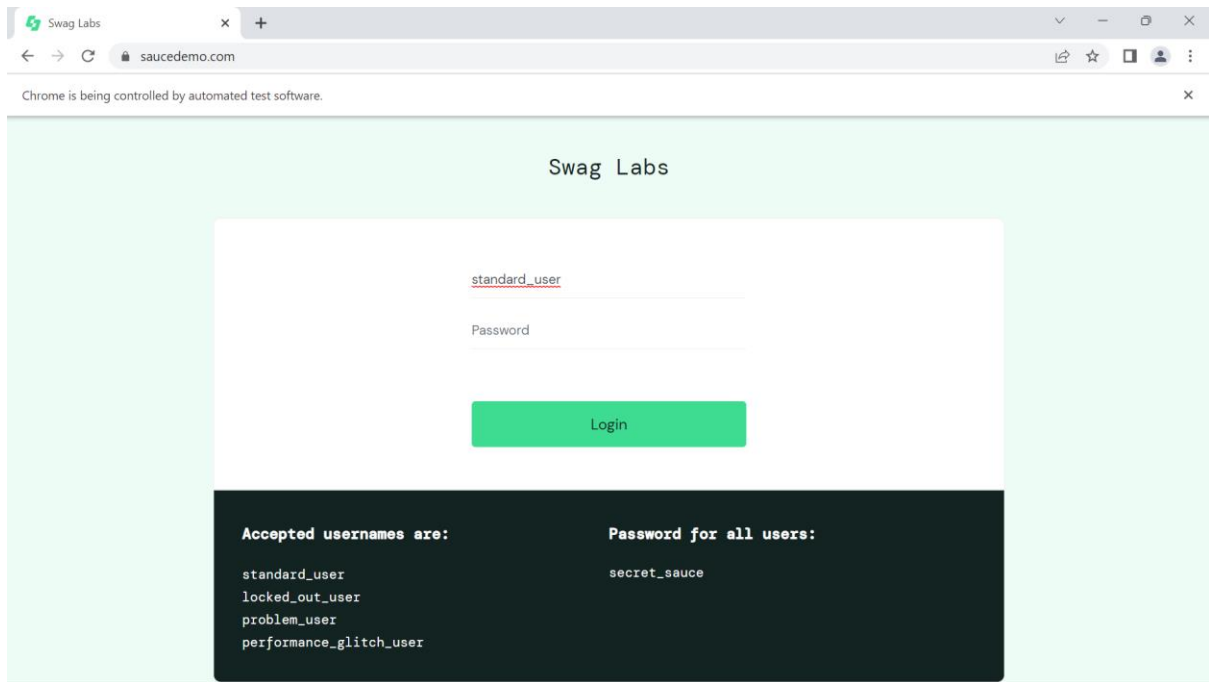 Swag Labs
saucedemo.com
Chrome is being controlled by automated test software.
Swag Labs
standard_user
Password
Login
Accepted usernames are:
standard_user
locked_out_user
problem_user
performance_glitch_user
Password for all users:
secret_sauce